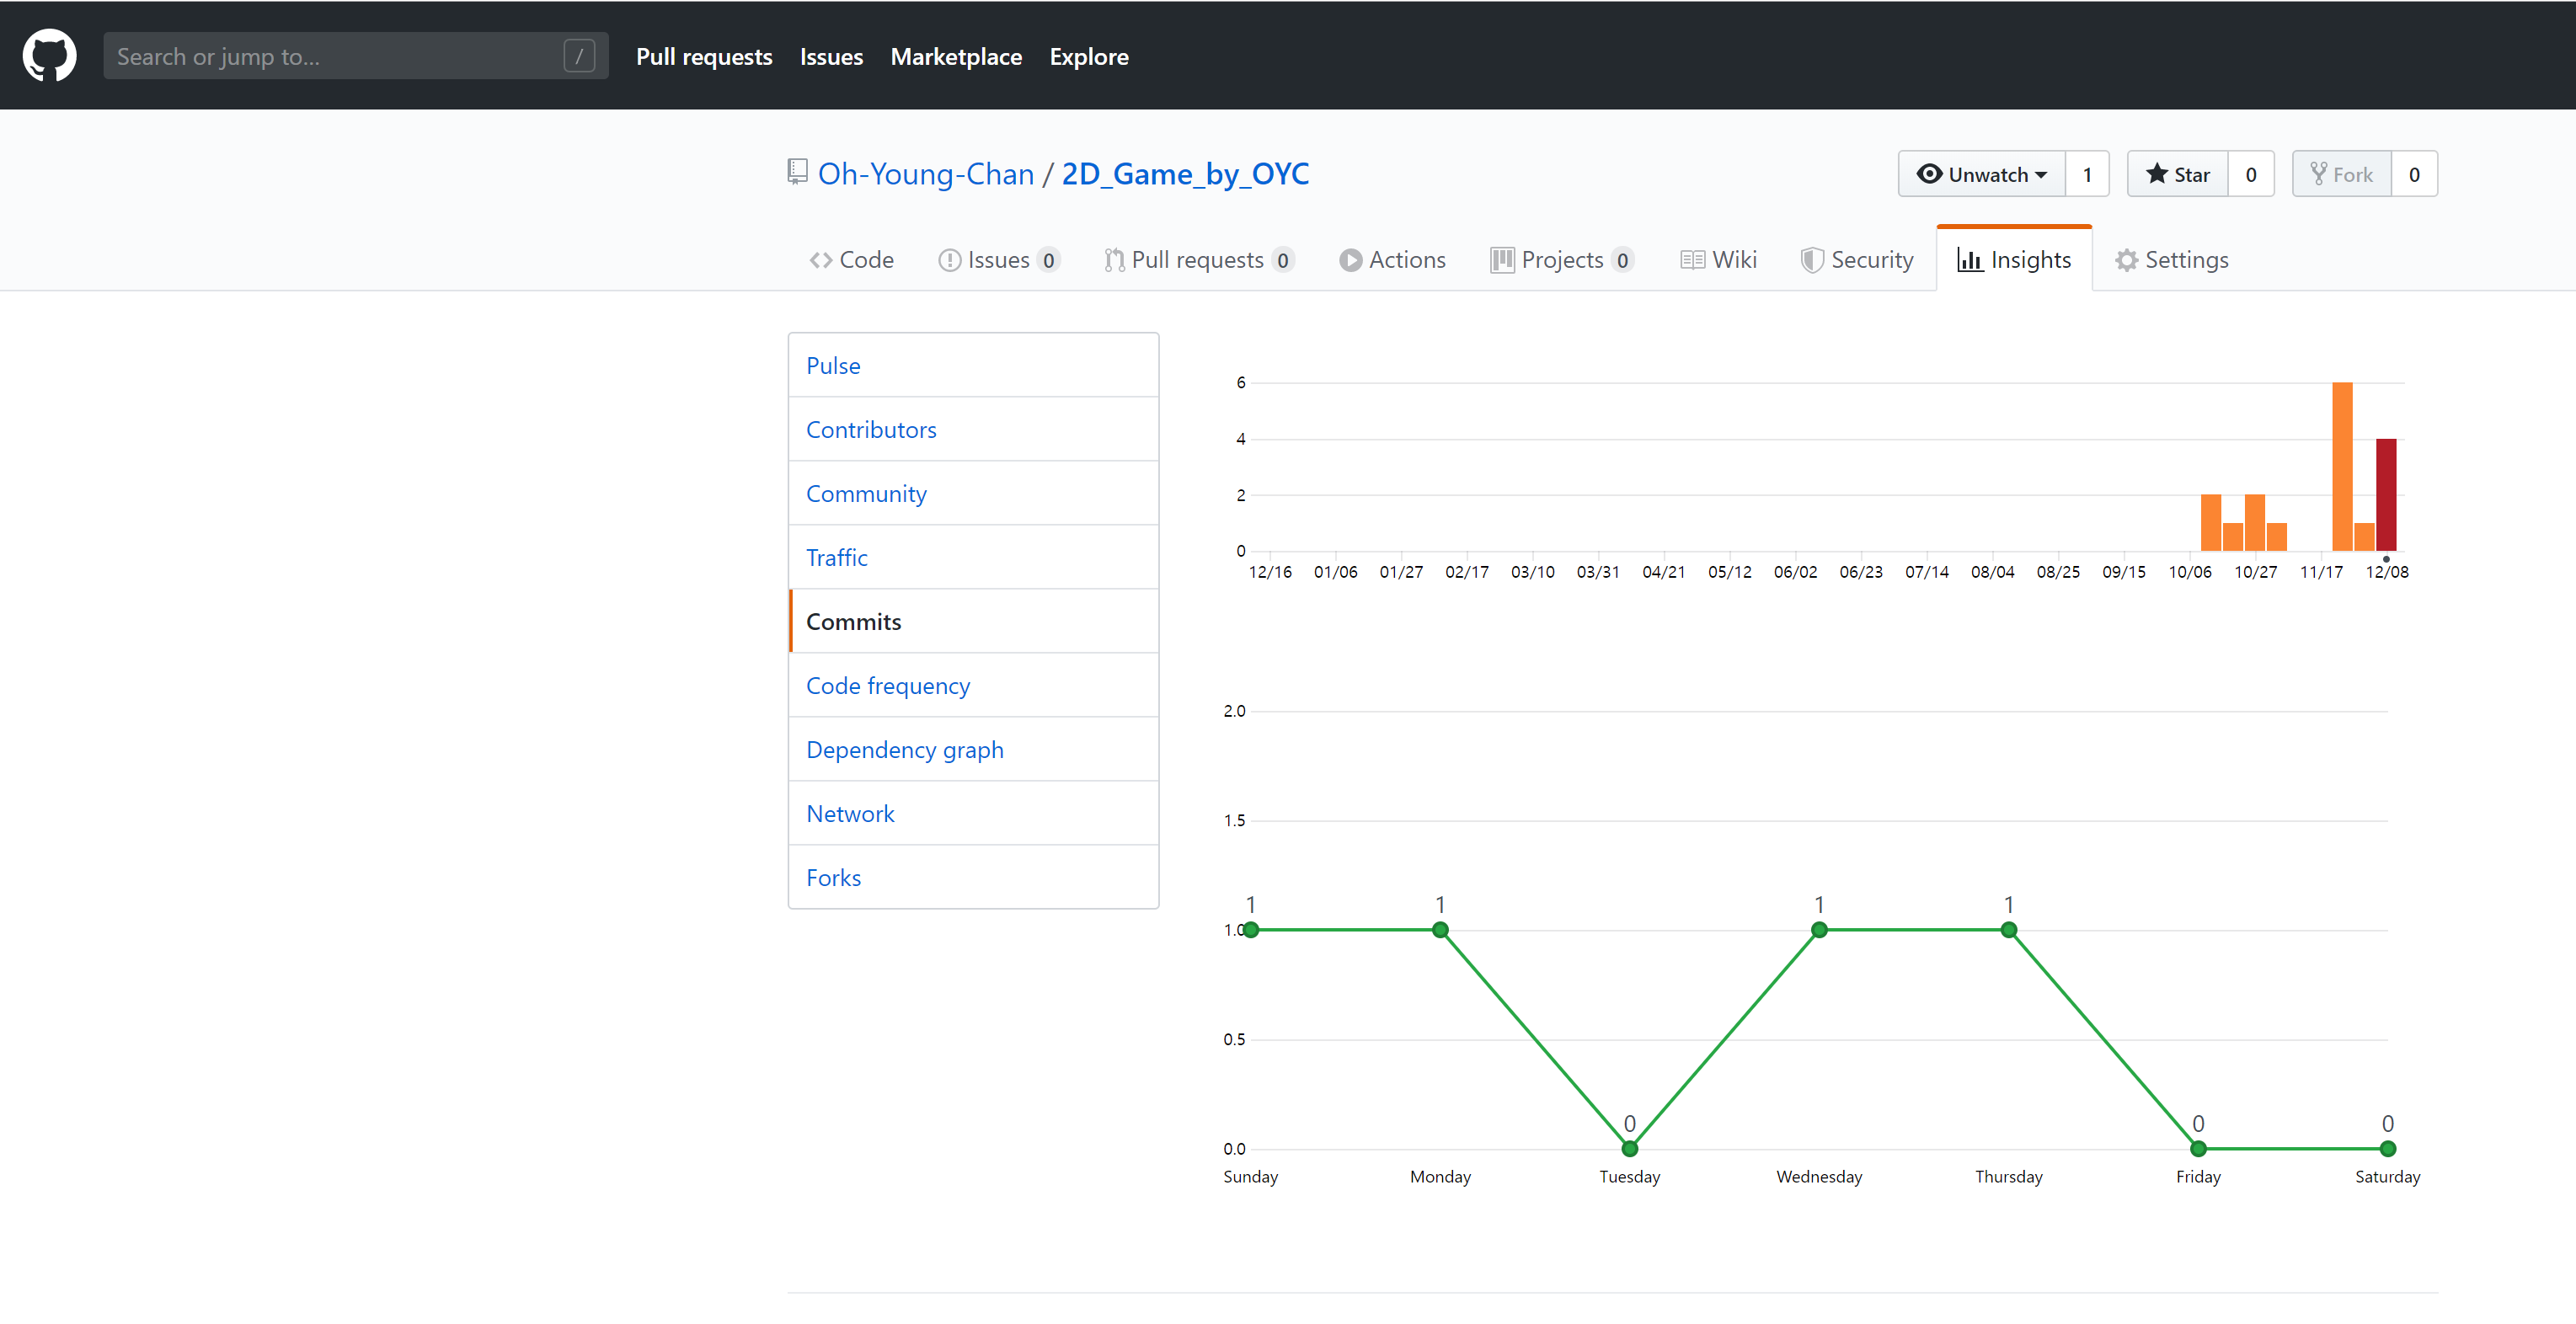 Search or jump to... /
Pull requests Issues Marketplace Explore
Oh-Young-Chan / 2D_Game_by_OYC
Unwatch 1 Star 0 Fork 0
Code Issues 0 Pull requests 0 Actions Projects 0 Wiki Security Insights Settings
Pulse
Contributors
Community
Traffic
Commits
Code frequency
Dependency graph
Network
Forks
6
4
2
0
12/16 01/06 01/27 02/17 03/10 03/31 04/21 05/12 06/02 06/23 07/14 08/04 08/25 09/15 10/06 10/27 11/17 12/08
2.0
1.5
1 1 1 1
1.0
0.5
0 0 0
0.0
Sunday Monday Tuesday Wednesday Thursday Friday Saturday